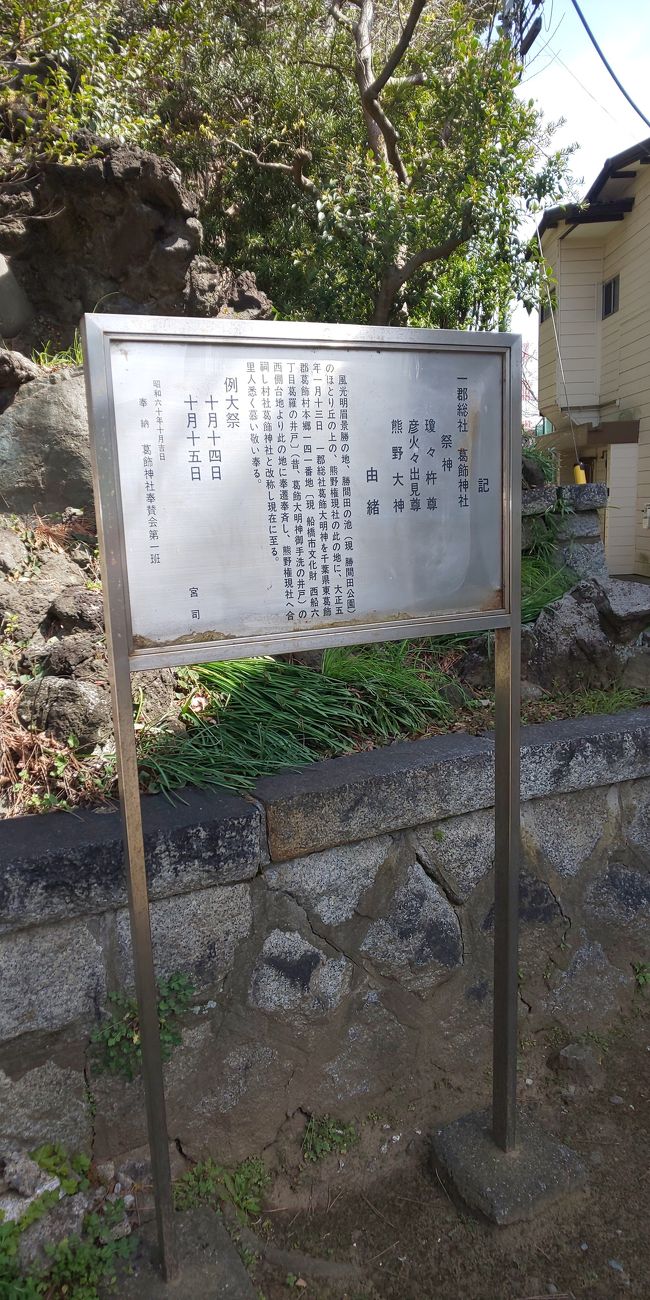 記
一郡総社 葛飾神社
祭神
瓊々杵尊
彦火々出見尊
熊野大神
由緒
風光明眉景勝の地、勝間田の池(現 勝間田公園)
のほとり丘の上の、熊野権現社の此の地に、大正五
年一月十三日 一郡総社葛飾大明神を千葉県東葛飾
郡葛飾村本郷一四一番地(現 船橋市文化財 西船六
丁目葛羅の井戸)(昔、葛飾大明神御手洗の井戸)の
西側台地より此の地に奉遷奉斉し、熊野権現社へ合
祠し村社葛飾神社と改称し現在に至る。
里人悉く慕い敬い奉る。
例大祭
十月十四日
十月十五日
宮司
昭和六十年十月吉日
奉納 葛飾神社奉賛会第一班